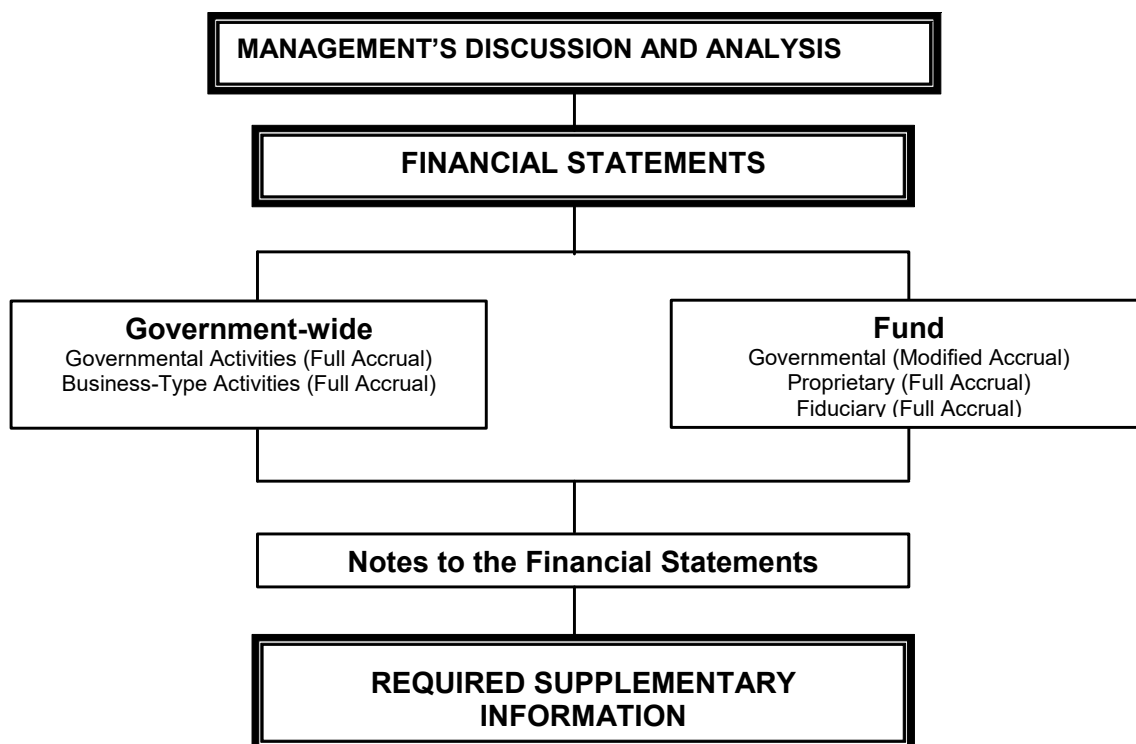 MANAGEMENT’S DISCUSSION AND ANALYSIS
FINANCIAL STATEMENTS
Government-wide
Governmental Activities (Full Accrual)
Business-Type Activities (Full Accrual)
Fund
Governmental (Modified Accrual)
Proprietary (Full Accrual)
Fiduciary (Full Accrual)
Notes to the Financial Statements
REQUIRED SUPPLEMENTARY
INFORMATION